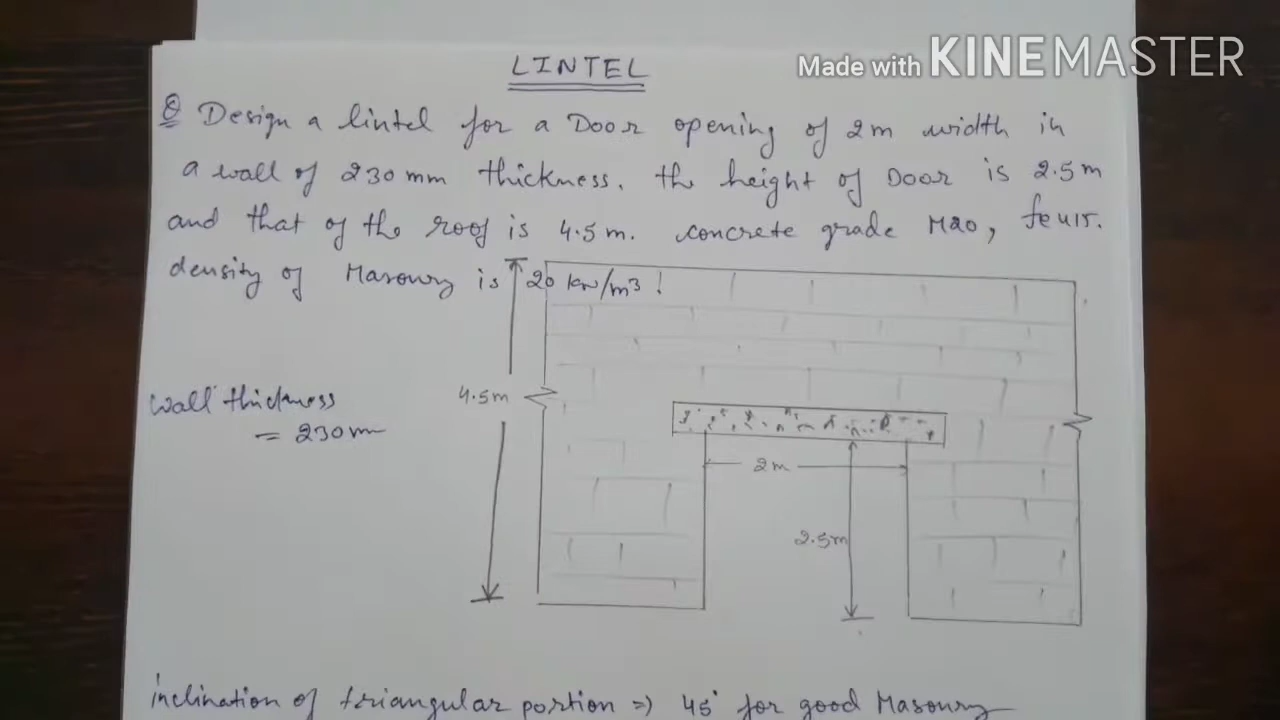 Made with KINEMASTER
LINTEL
Q Design a lintel for a Door opening of 2m width in
a wall of 230mm thickness. the height of Door is 2.5m
and that of the roof is 4.5m. concrete grade M20, fe415.
density of Masonry is 20 kN/m3!
wall thickness
= 230mm
4.5m
2m
2.5m
inclination of triangular portion => 45° for good Masonry